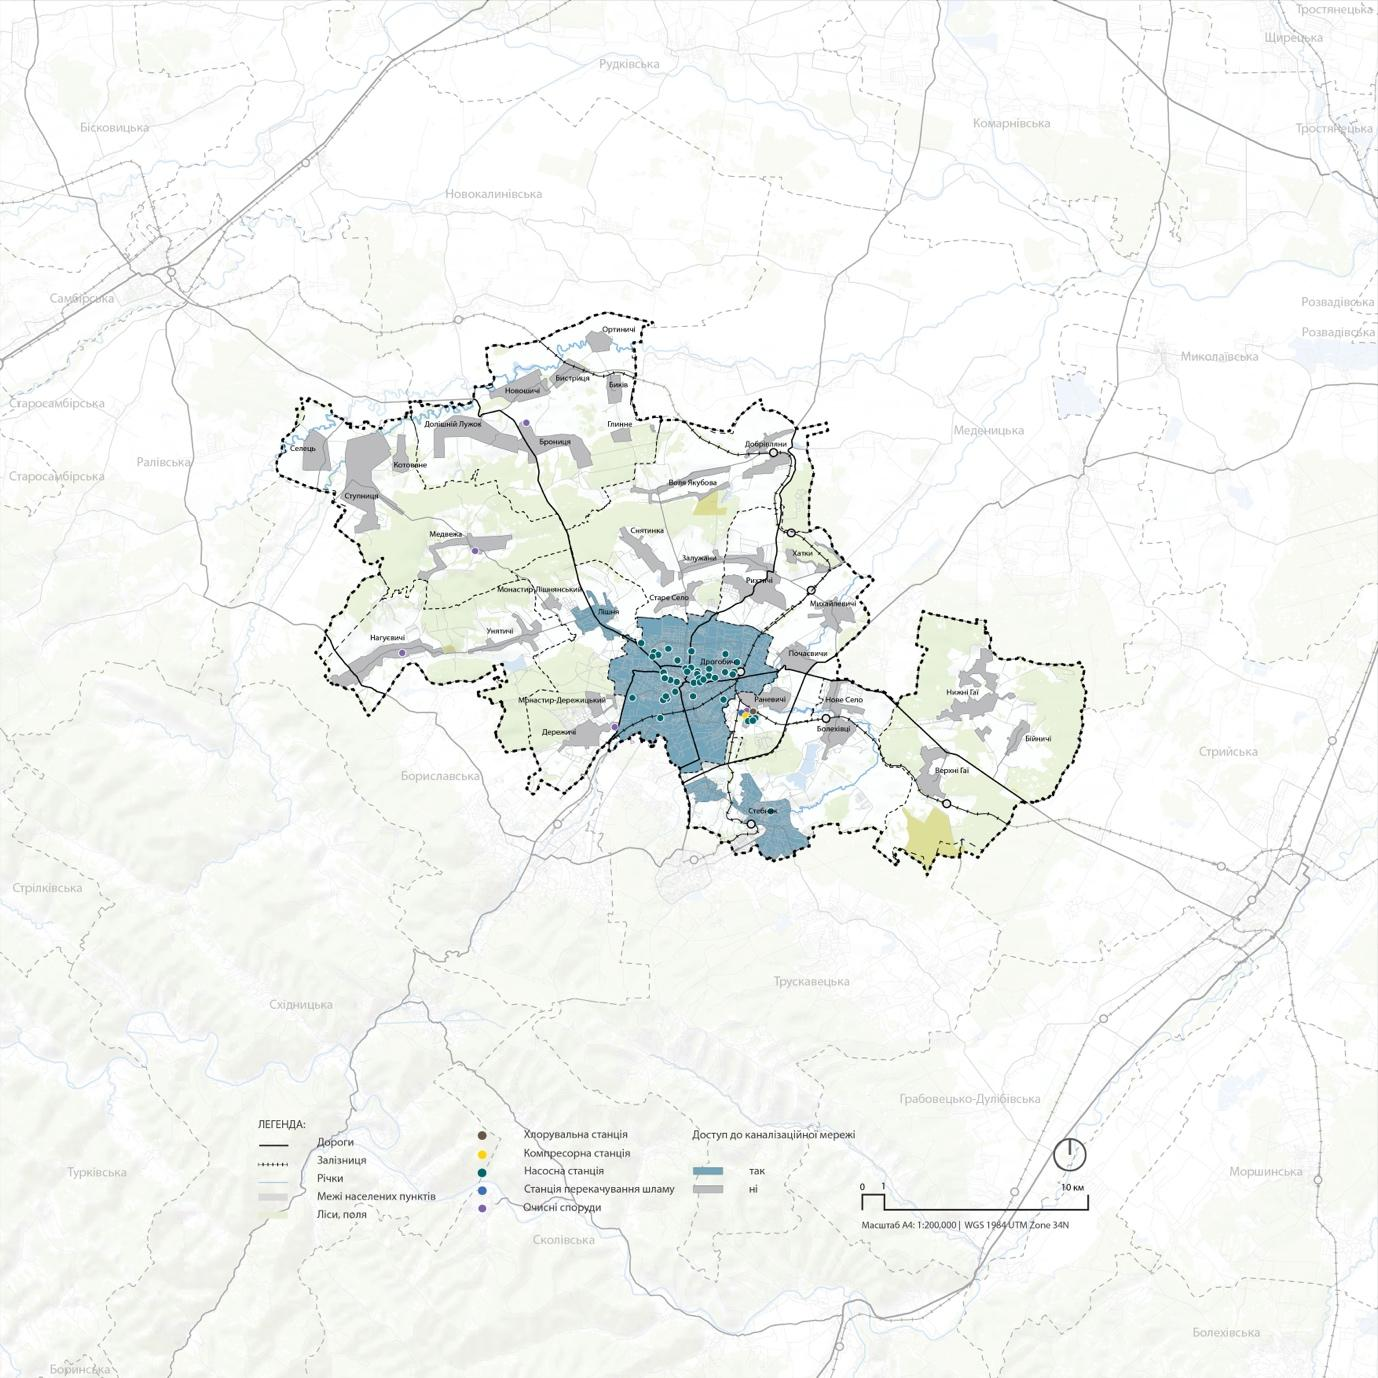 Тростянецька
Щирецька
Рудківська
Бісковицька
Комарнівська
Тростянецька
Новокалинівська
Самбірська
Розвадівська
Розвадівська
Ортиничі
Миколаївська
Бистриця
Новошичі
Биків
Старосамбірська
Долішній Лужок
Глинне
Меденицька
Брониця
Добрівляни
Селець
Ралівська
Котоване
Старосамбірська
Воля Якубова
Ступниця
Медвежа
Снятинка
Залужани
Хатки
Рихтичі
Монастир-Лішнянський
Старе Село
Михайлевичі
Лішня
Нагуєвичі
Унятичі
Почаєвичи
Дрогобич
Нижні Гаї
Монастир-Дережицький
Раневичі
Нове Село
Дережичі
Болехівці
Бійничі
Стрийська
Бориславська
Верхні Гаї
Стебник
Стрілківська
Трускавецька
Східницька
Грабовецько-Дулібівська
ЛЕГЕНДА:
Дороги
Залізниця
Річки
Межі населених пунктів
Ліси, поля
Хлорувальна станція
Компресорна станція
Насосна станція
Станція перекачування шламу
Очисні споруди
Доступ до каналізаційної мережі
так
ні
0 1 10 км
Масштаб А4: 1:200,000 | WGS 1984 UTM Zone 34N
Турківська
Моршинська
Сколівська
Болехівська
Боринська